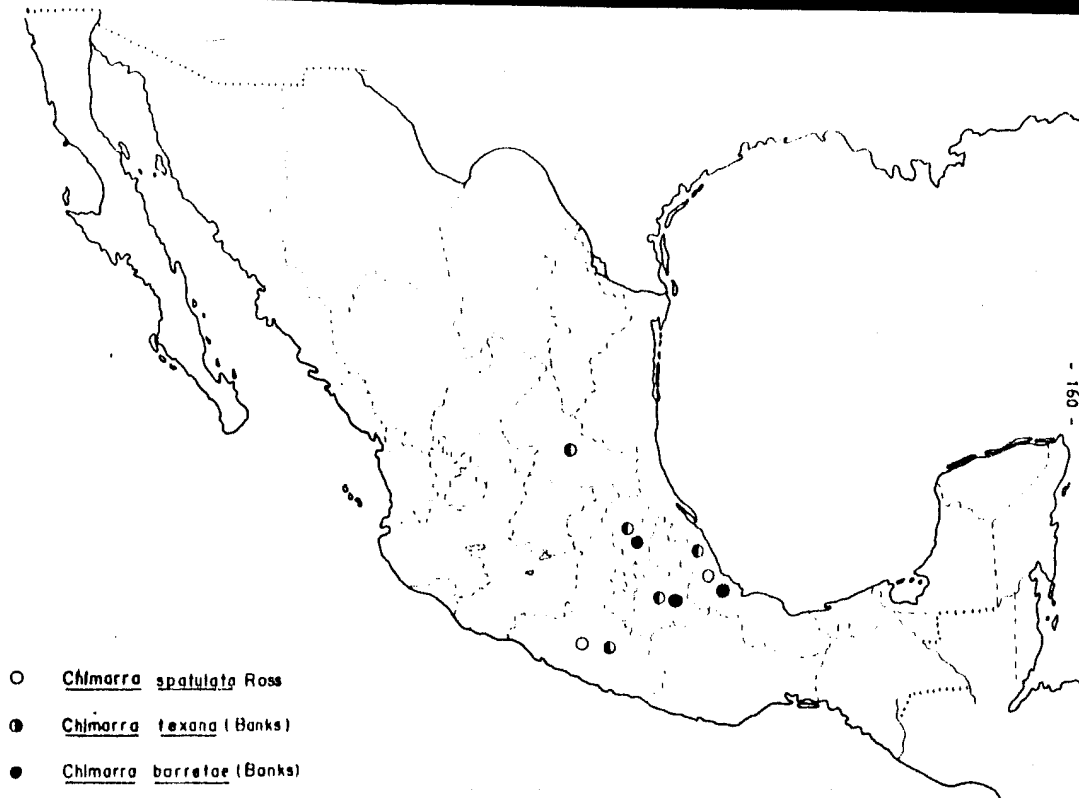 - 160 -
Chimarra spatulata Ross
Chimarra texana (Banks)
Chimarra barretae (Banks)